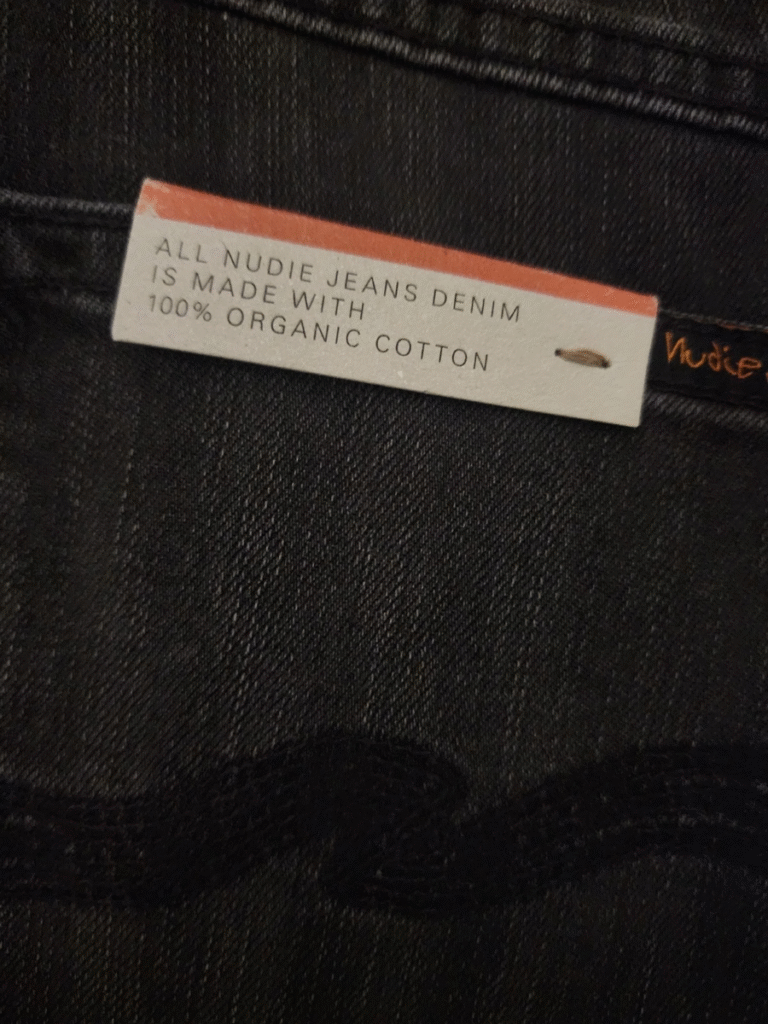 ALL NUDIE JEANS DENIM
IS MADE WITH
100% ORGANIC COTTON
Nudie